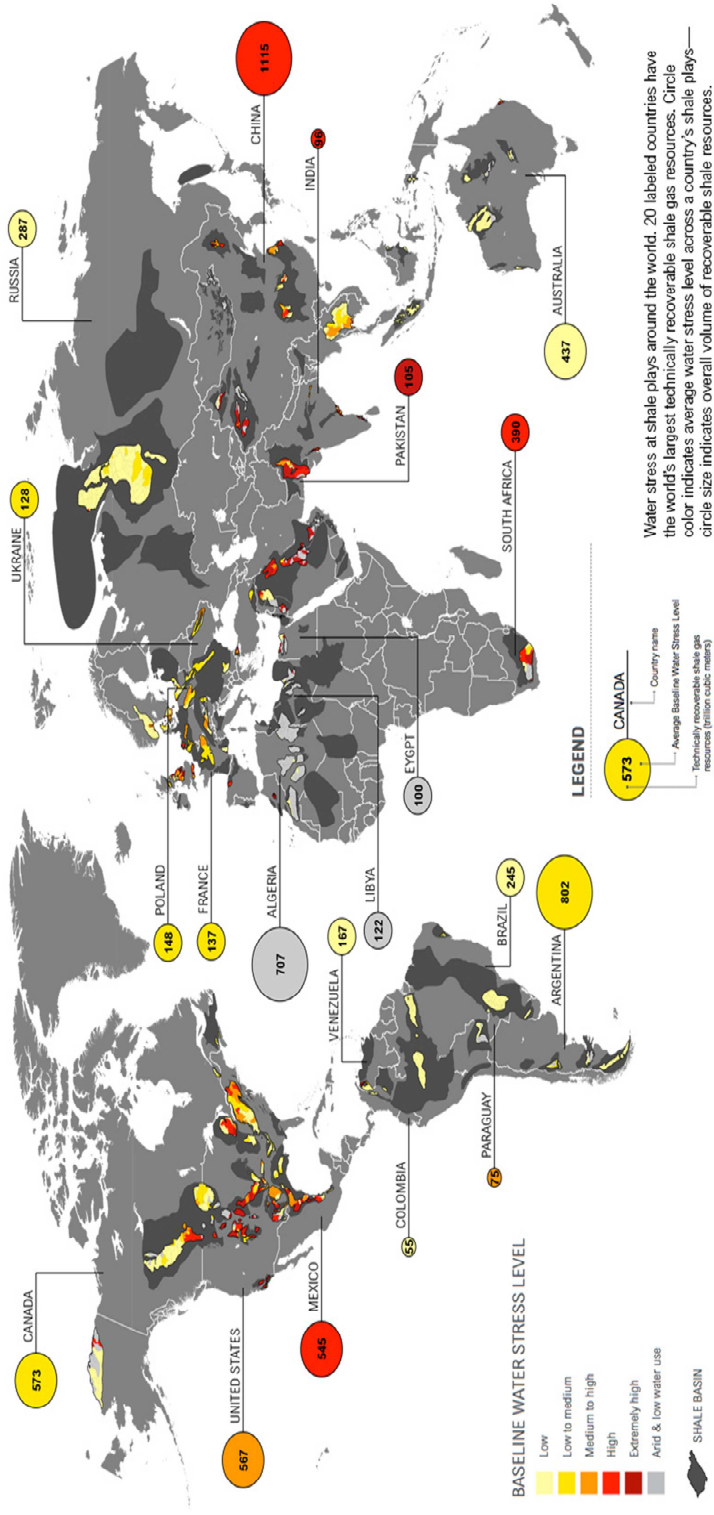 CANADA
573
UNITED STATES
567
MEXICO
545
COLOMBIA
55
PARAGUAY
75
VENEZUELA
167
BRAZIL
245
ARGENTINA
802
POLAND
148
FRANCE
137
ALGERIA
707
LIBYA
122
EYGPT
100
UKRAINE
128
RUSSIA
287
CHINA
1115
INDIA
96
PAKISTAN
105
SOUTH AFRICA
390
AUSTRALIA
437
BASELINE WATER STRESS LEVEL
Low
Low to medium
Medium to high
High
Extremely high
Arid & low water use
SHALE BASIN
LEGEND
573
CANADA
Country name
Average Baseline Water Stress Level
Technically recoverable shale gas
resources (trillion cubic meters)
Water stress at shale plays around the world. 20 labeled countries have
the world's largest technically recoverable shale gas resources. Circle
color indicates average water stress level across a country's shale plays—
circle size indicates overall volume of recoverable shale resources.